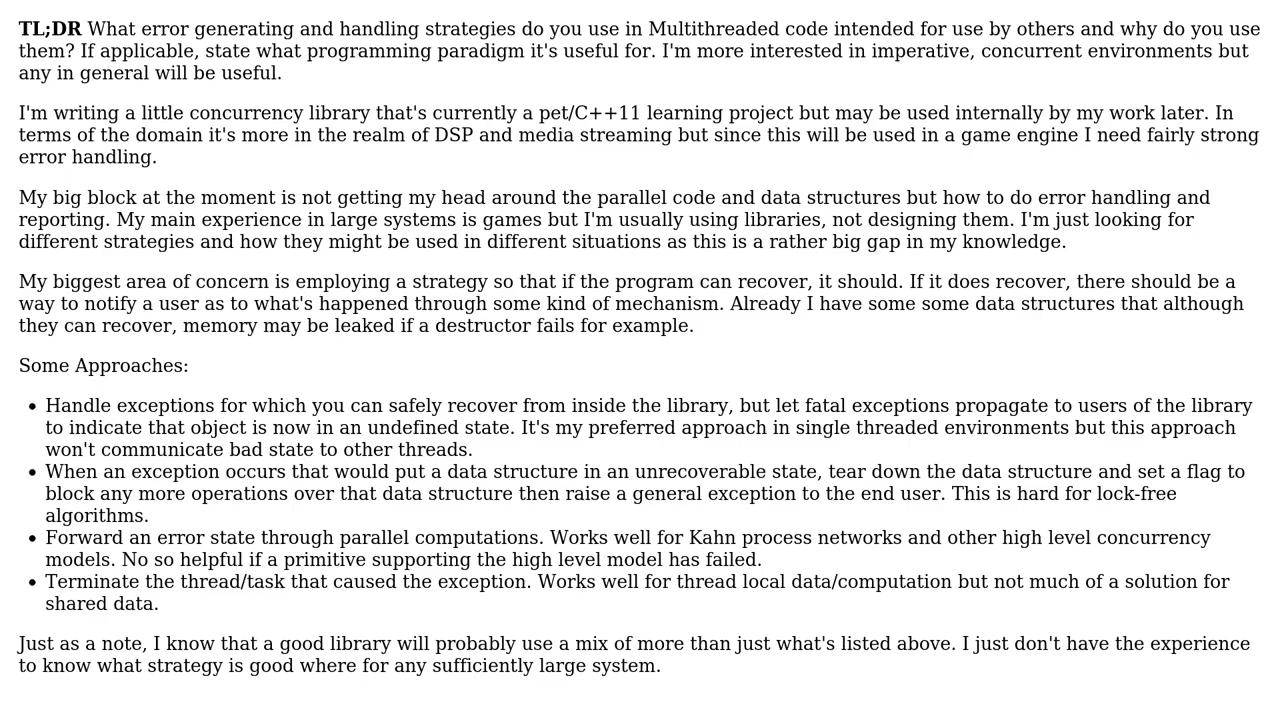 TL;DR What error generating and handling strategies do you use in Multithreaded code intended for use by others and why do you use
them? If applicable, state what programming paradigm it's useful for. I'm more interested in imperative, concurrent environments but
any in general will be useful.
I'm writing a little concurrency library that's currently a pet/C++11 learning project but may be used internally by my work later. In
terms of the domain it's more in the realm of DSP and media streaming but since this will be used in a game engine I need fairly strong
error handling.
My big block at the moment is not getting my head around the parallel code and data structures but how to do error handling and
reporting. My main experience in large systems is games but I'm usually using libraries, not designing them. I'm just looking for
different strategies and how they might be used in different situations as this is a rather big gap in my knowledge.
My biggest area of concern is employing a strategy so that if the program can recover, it should. If it does recover, there should be a
way to notify a user as to what's happened through some kind of mechanism. Already I have some some data structures that although
they can recover, memory may be leaked if a destructor fails for example.
Some Approaches:
• Handle exceptions for which you can safely recover from inside the library, but let fatal exceptions propagate to users of the library
to indicate that object is now in an undefined state. It's my preferred approach in single threaded environments but this approach
won't communicate bad state to other threads.
• When an exception occurs that would put a data structure in an unrecoverable state, tear down the data structure and set a flag to
block any more operations over that data structure then raise a general exception to the end user. This is hard for lock-free
algorithms.
• Forward an error state through parallel computations. Works well for Kahn process networks and other high level concurrency
models. No so helpful if a primitive supporting the high level model has failed.
• Terminate the thread/task that caused the exception. Works well for thread local data/computation but not much of a solution for
shared data.
Just as a note, I know that a good library will probably use a mix of more than just what's listed above. I just don't have the experience
to know what strategy is good where for any sufficiently large system.